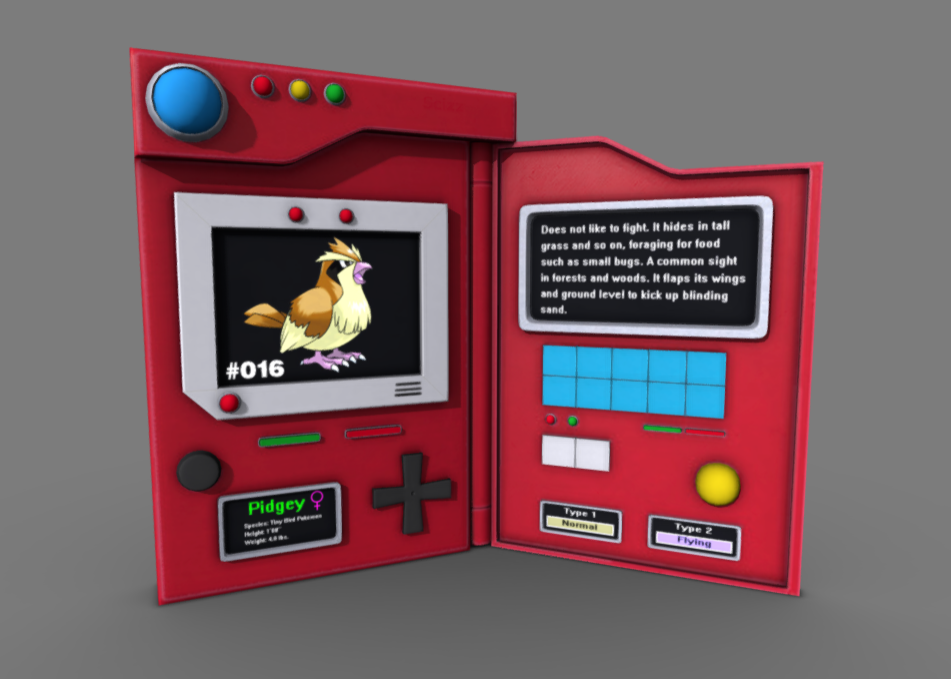 #016
Pidgey ♀
Species: Tiny Bird Pokemon
Height: 1'00"
Weight: 4.0 lbs.
Does not like to fight. It hides in tall
grass and so on, foraging for food
such as small bugs. A common sight
in forests and woods. It flaps its wings
and ground level to kick up blinding
sand.
Type 1
Normal
Type 2
Flying